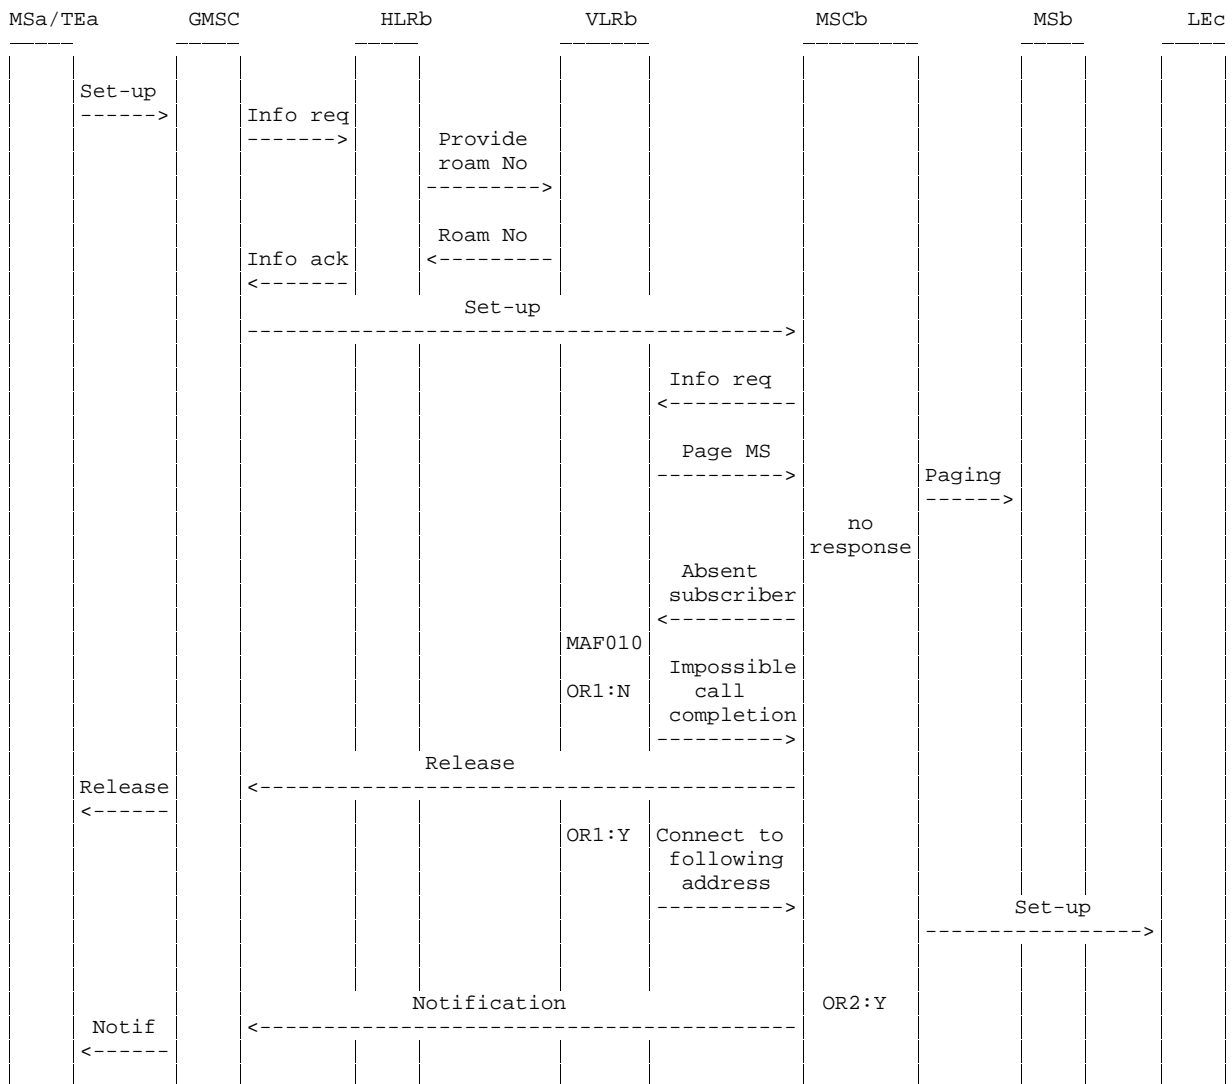 MSa/TEa GMSC HLRb VLRb MSCb MSb LEc
Set-up
------> Info req
-------> Provide
roam No
--------->
Roam No
Info ack <---------
<-------
Set-up
------------------------------------------>
Info req
<----------
Page MS
----------> Paging
------>
no
response
Absent
subscriber
<----------
MAF010
Impossible
OR1:N call
completion
---------->
Release
Release <------------------------------------------
<------
OR1:Y Connect to
following
address
----------> Set-up
----------------->
Notification OR2:Y
Notif <------------------------------------------
<------